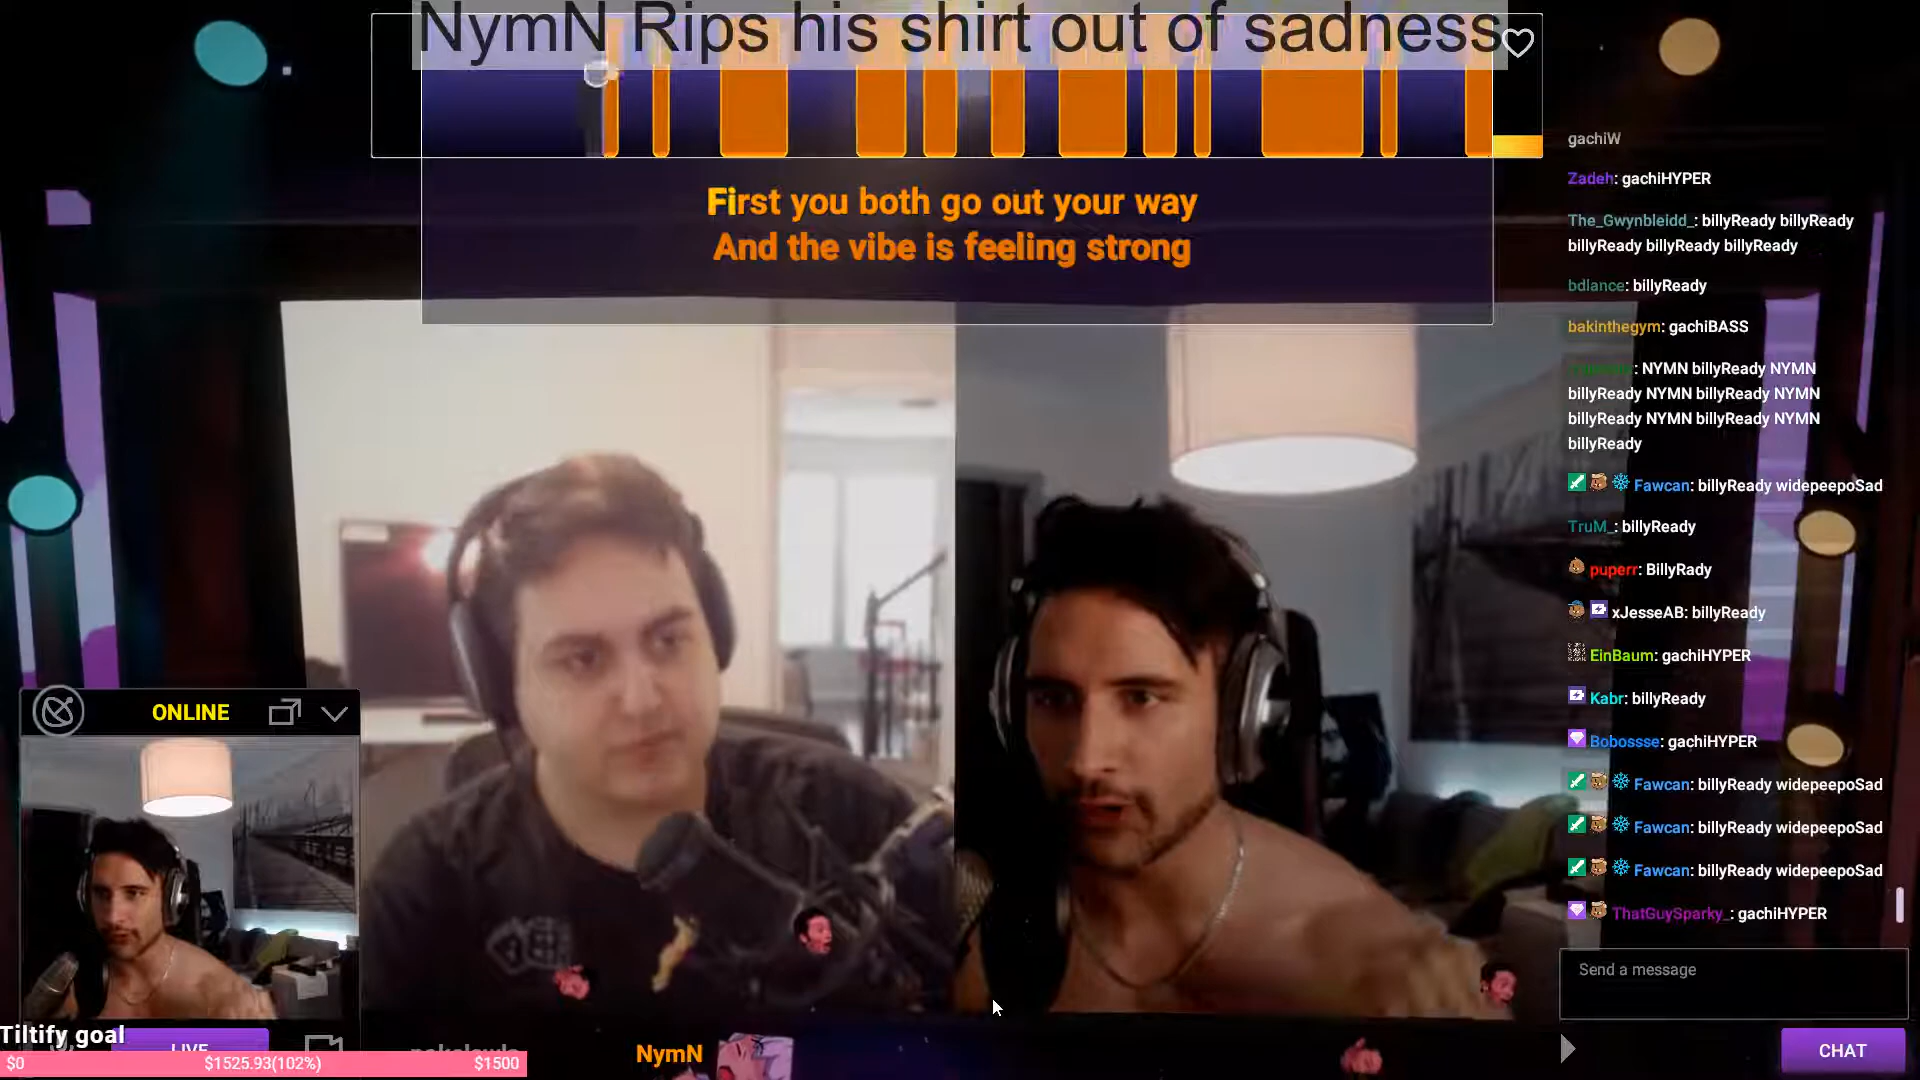 NymN Rips his shirt out of sadness
First you both go out your way
And the vibe is feeling strong
gachiW
Zadeh: gachiHYPER
The_Gwynbleidd_: billyReady billyReady
billyReady billyReady billyReady
bdlance: billyReady
bakinthegym: gachiBASS
: NYMN billyReady NYMN
billyReady NYMN billyReady NYMN
billyReady NYMN billyReady NYMN
billyReady
Fawcan: billyReady widepeepoSad
TruM_: billyReady
puperr: BillyRady
xJesseAB: billyReady
EinBaum: gachiHYPER
Kabr: billyReady
Bobossse: gachiHYPER
Fawcan: billyReady widepeepoSad
Fawcan: billyReady widepeepoSad
Fawcan: billyReady widepeepoSad
ThatGuySparky_: gachiHYPER
Send a message
CHAT
ONLINE
Tiltify goal
LIVE
$0 $1525.93(102%) $1500
NymN